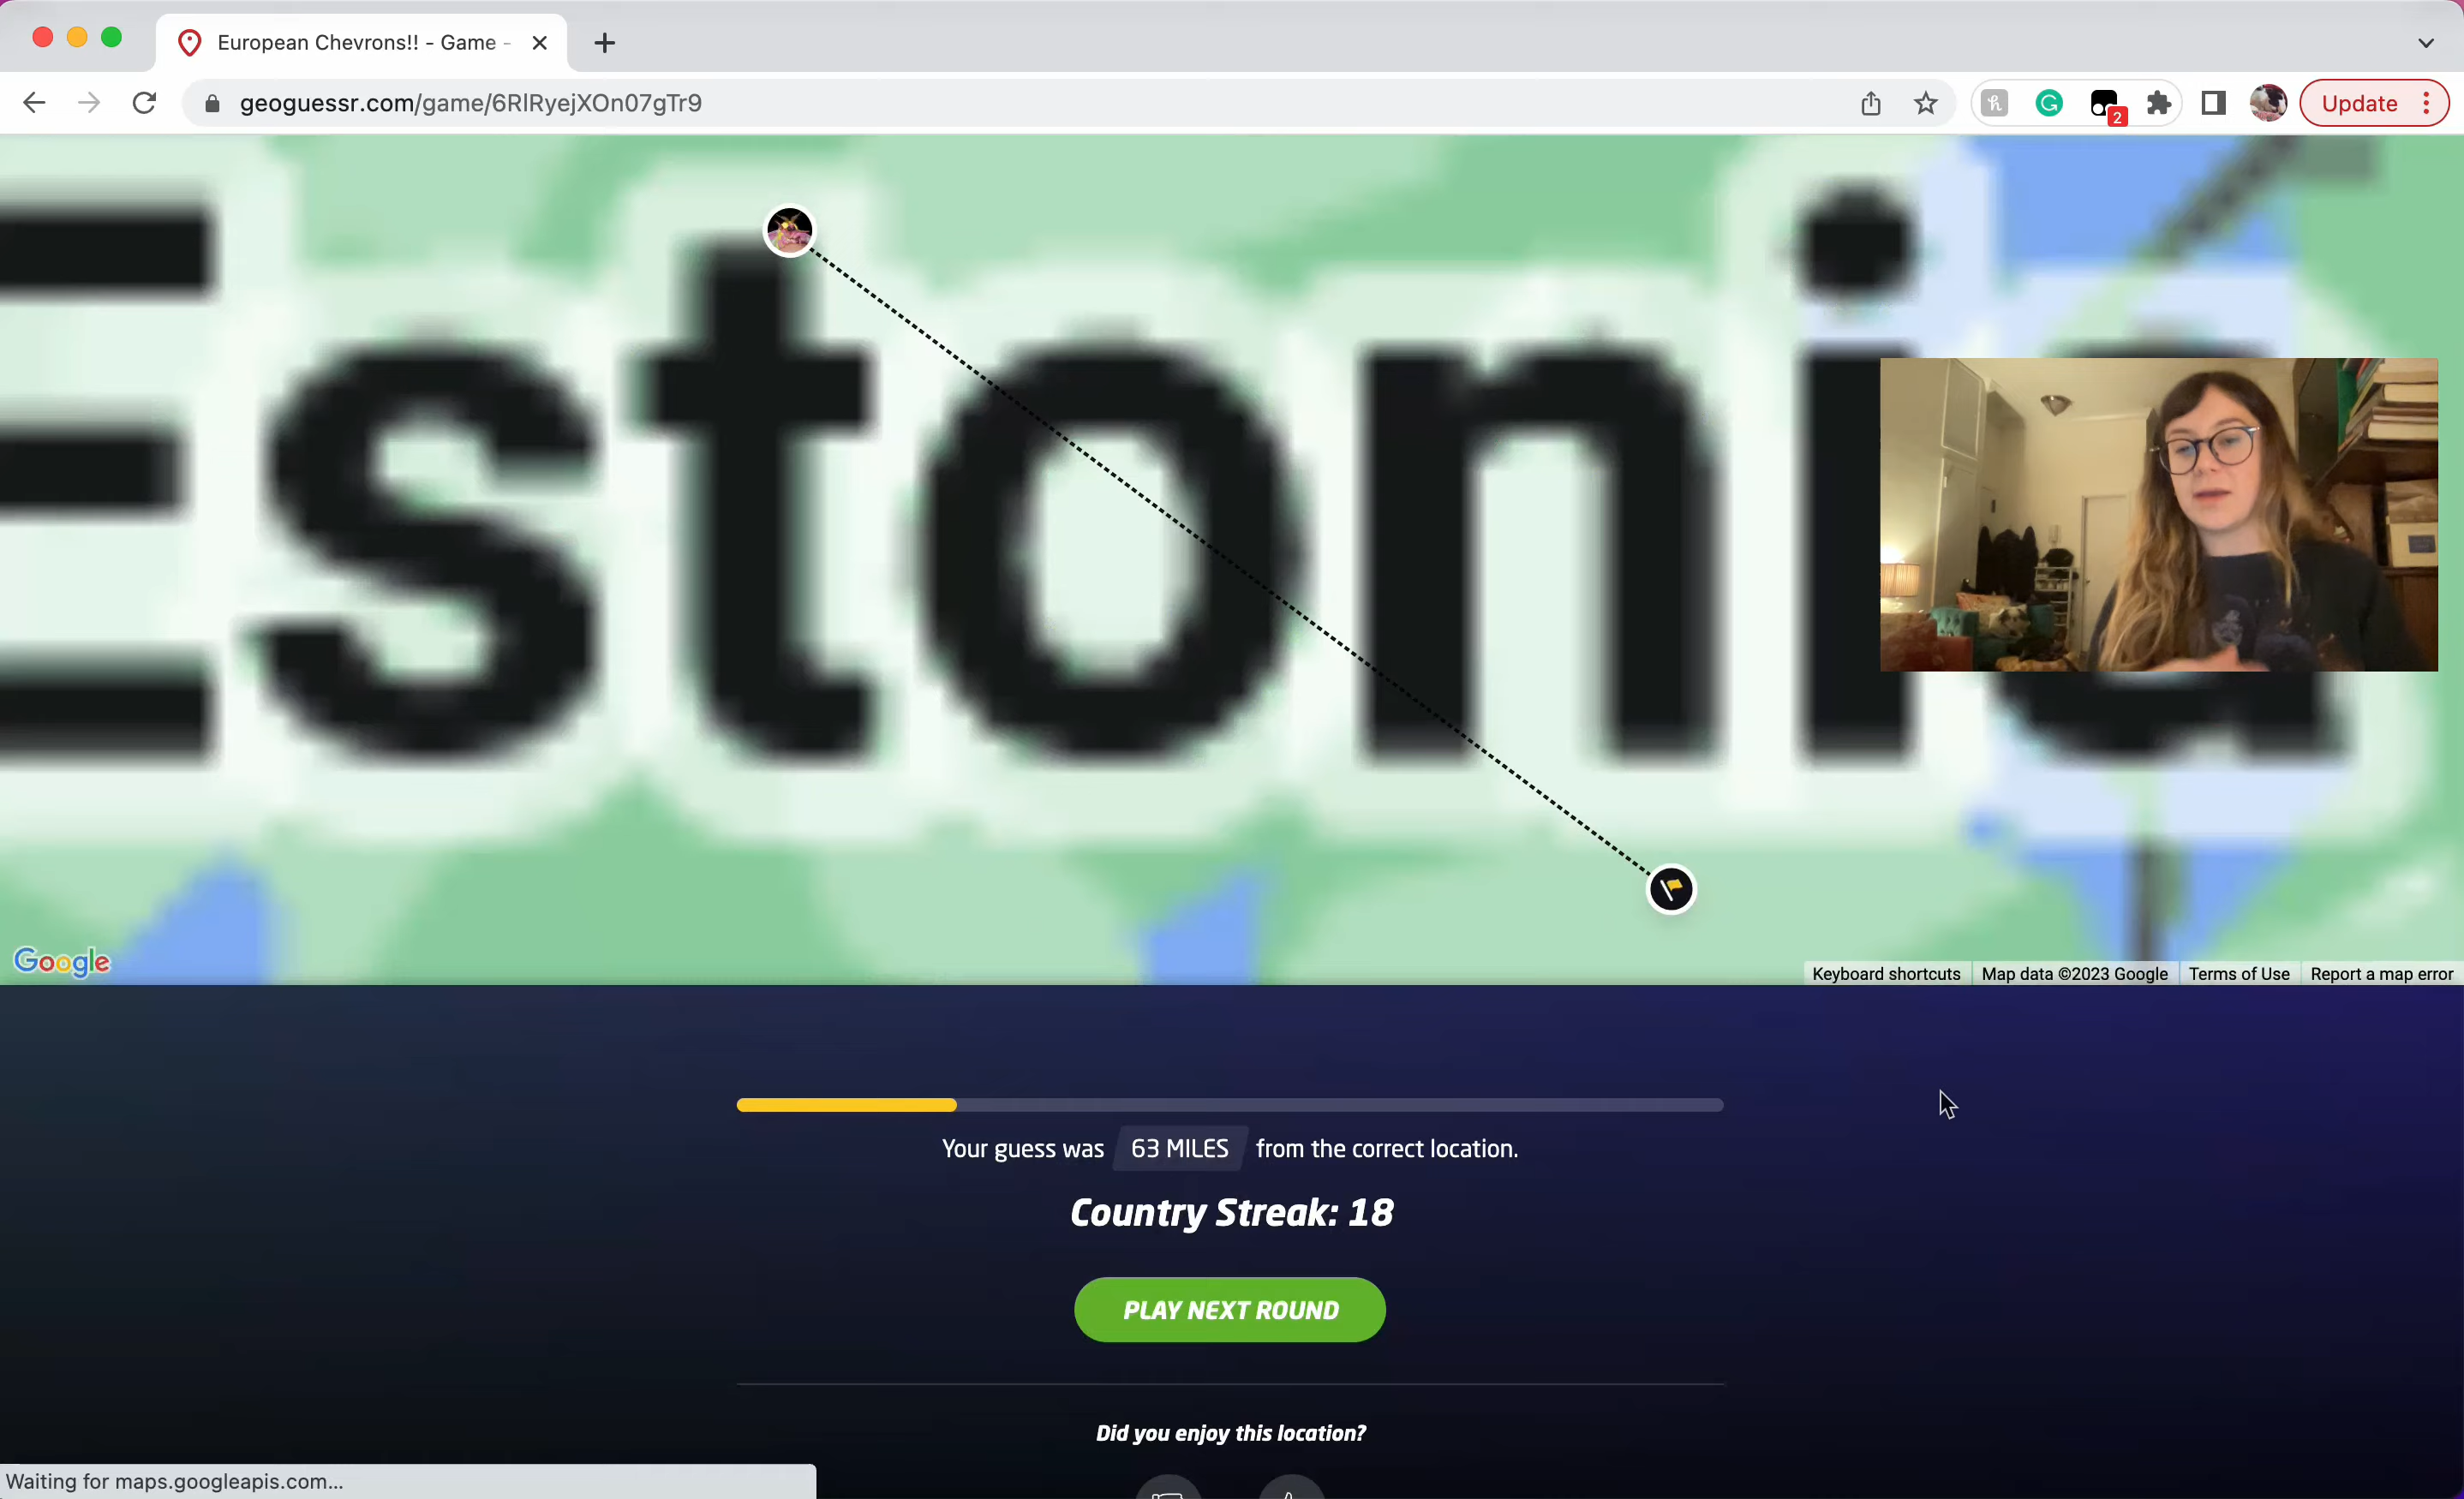 European Chevrons!! - Game -
geoguessr.com/game/6RlRyejXOn07gTr9
2
Update
Estonia
Google
Keyboard shortcuts
Map data ©2023 Google
Terms of Use
Report a map error
Your guess was 63 MILES from the correct location.
Country Streak: 18
PLAY NEXT ROUND
Did you enjoy this location?
Waiting for maps.googleapis.com...